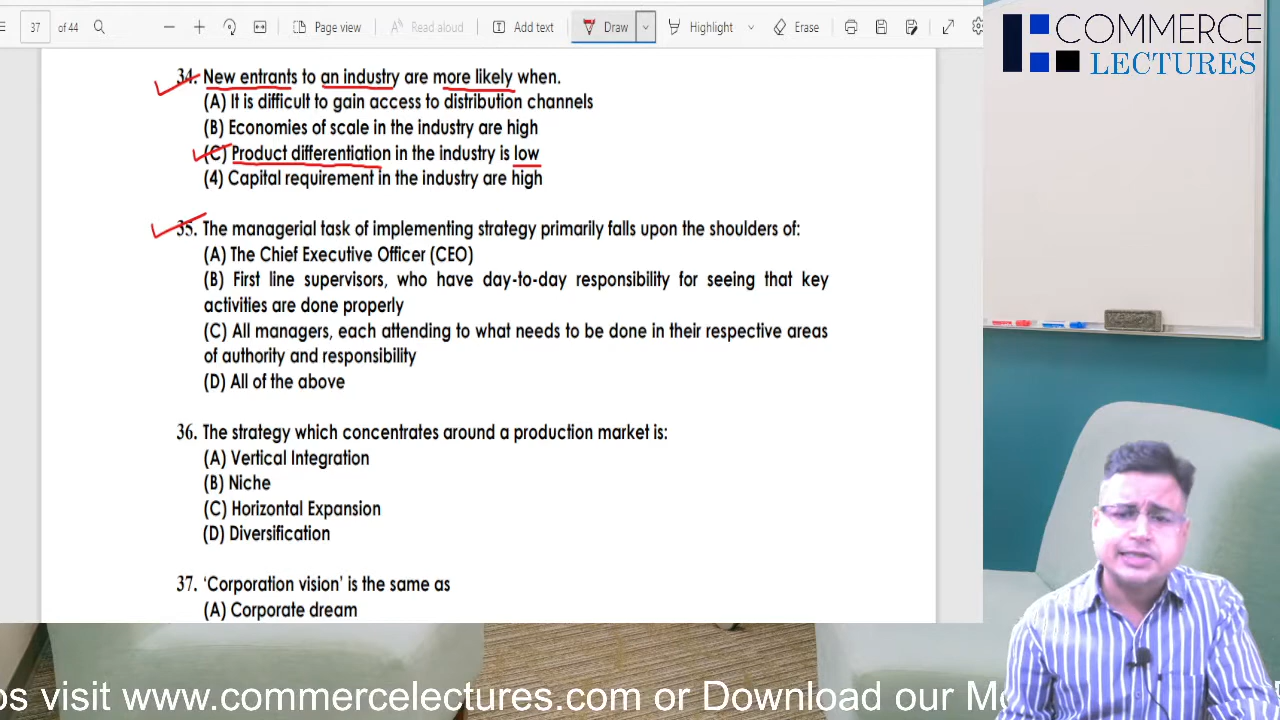 37 of 44 Page view Read aloud Add text Draw Highlight Erase
COMMERCE
LECTURES
34. New entrants to an industry are more likely when.
(A) It is difficult to gain access to distribution channels
(B) Economies of scale in the industry are high
(C) Product differentiation in the industry is low
(4) Capital requirement in the industry are high
35. The managerial task of implementing strategy primarily falls upon the shoulders of:
(A) The Chief Executive Officer (CEO)
(B) First line supervisors, who have day-to-day responsibility for seeing that key
activities are done properly
(C) All managers, each attending to what needs to be done in their respective areas
of authority and responsibility
(D) All of the above
36. The strategy which concentrates around a production market is:
(A) Vertical Integration
(B) Niche
(C) Horizontal Expansion
(D) Diversification
37. ‘Corporation vision’ is the same as
(A) Corporate dream
os visit www.commercelectures.com or Download our Mo